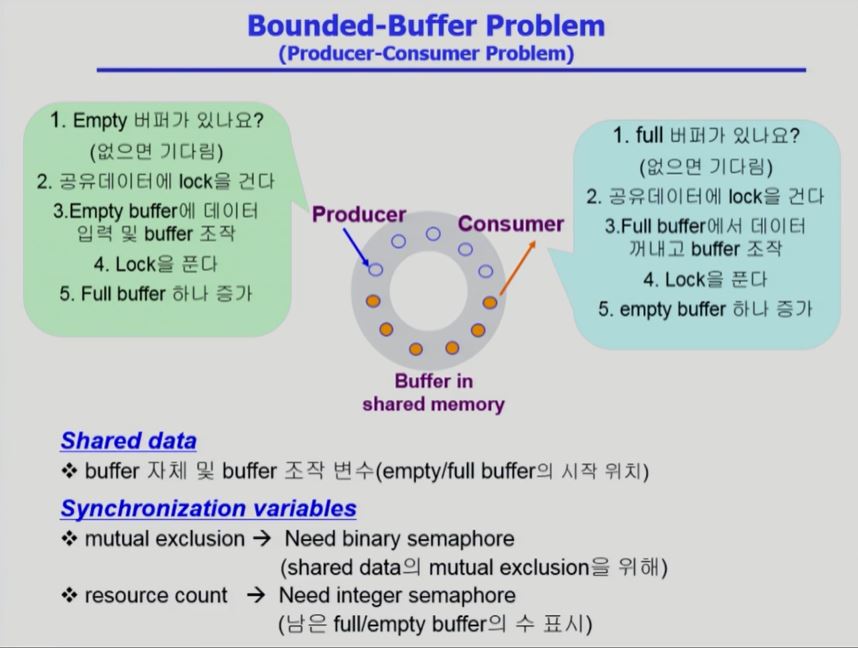 Bounded-Buffer Problem
(Producer-Consumer Problem)
1. Empty 버퍼가 있나요?
(없으면 기다림)
2. 공유데이터에 lock을 건다
3.Empty buffer에 데이터
입력 및 buffer 조작
4. Lock을 푼다
5. Full buffer 하나 증가
1. full 버퍼가 있나요?
(없으면 기다림)
2. 공유데이터에 lock을 건다
3.Full buffer에서 데이터
꺼내고 buffer 조작
4. Lock을 푼다
5. empty buffer 하나 증가
Producer
Consumer
Buffer in
shared memory
Shared data
❖ buffer 자체 및 buffer 조작 변수(empty/full buffer의 시작 위치)
Synchronization variables
❖ mutual exclusion → Need binary semaphore
(shared data의 mutual exclusion을 위해)
❖ resource count → Need integer semaphore
(남은 full/empty buffer의 수 표시)